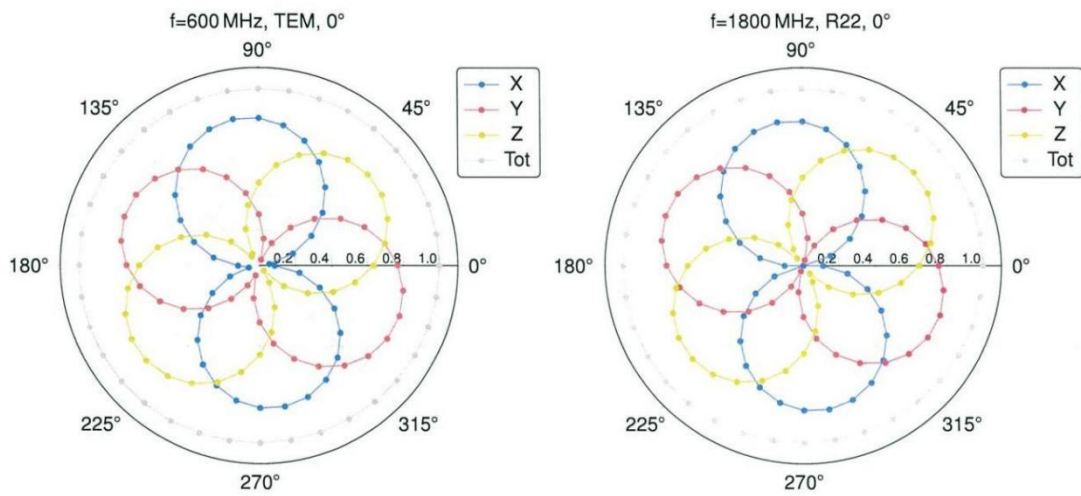 f=600 MHz, TEM, 0°
90°
135°
45°
X
Y
Z
Tot
180°
0.2 0.4 0.6 0.8 1.0
0°
225°
315°
270°
f=1800 MHz, R22, 0°
90°
135°
45°
X
Y
Z
Tot
180°
0.2 0.4 0.6 0.8 1.0
0°
225°
315°
270°